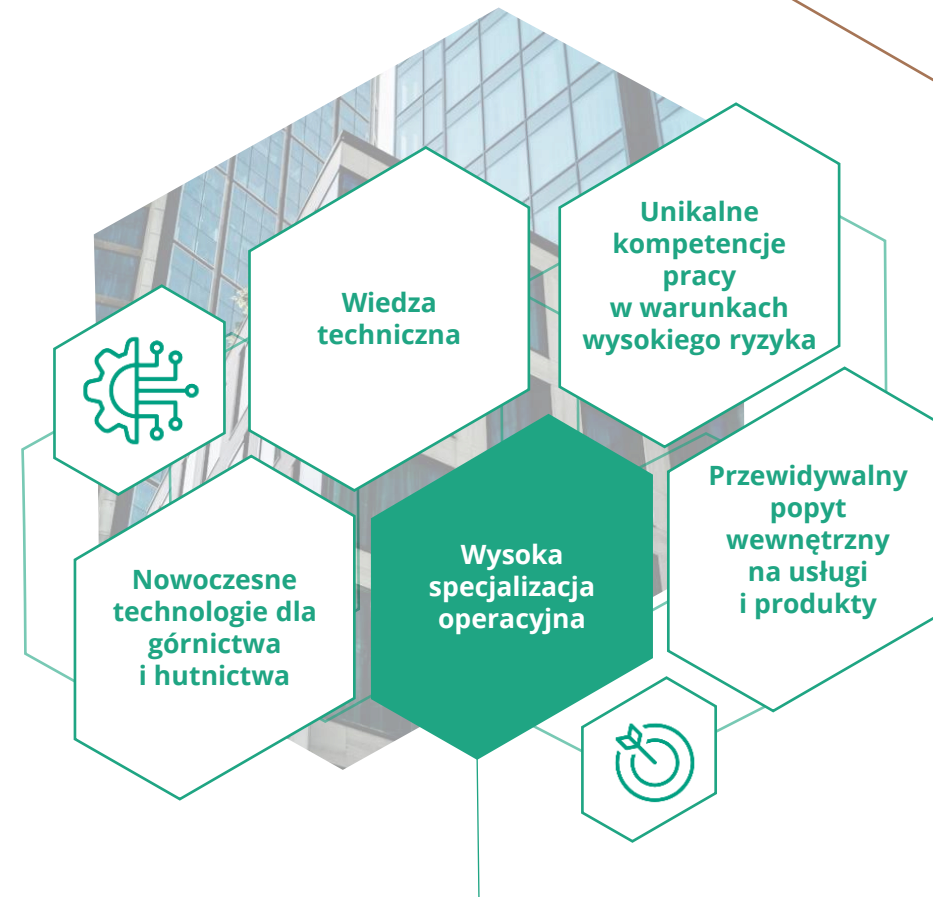 Unikalne
kompetencje
pracy
w warunkach
wysokiego ryzyka
Wiedza
techniczna
Przewidywalny
popyt
wewnętrzny
na usługi
i produkty
Wysoka
specjalizacja
operacyjna
Nowoczesne
technologie dla
górnictwa
i hutnictwa